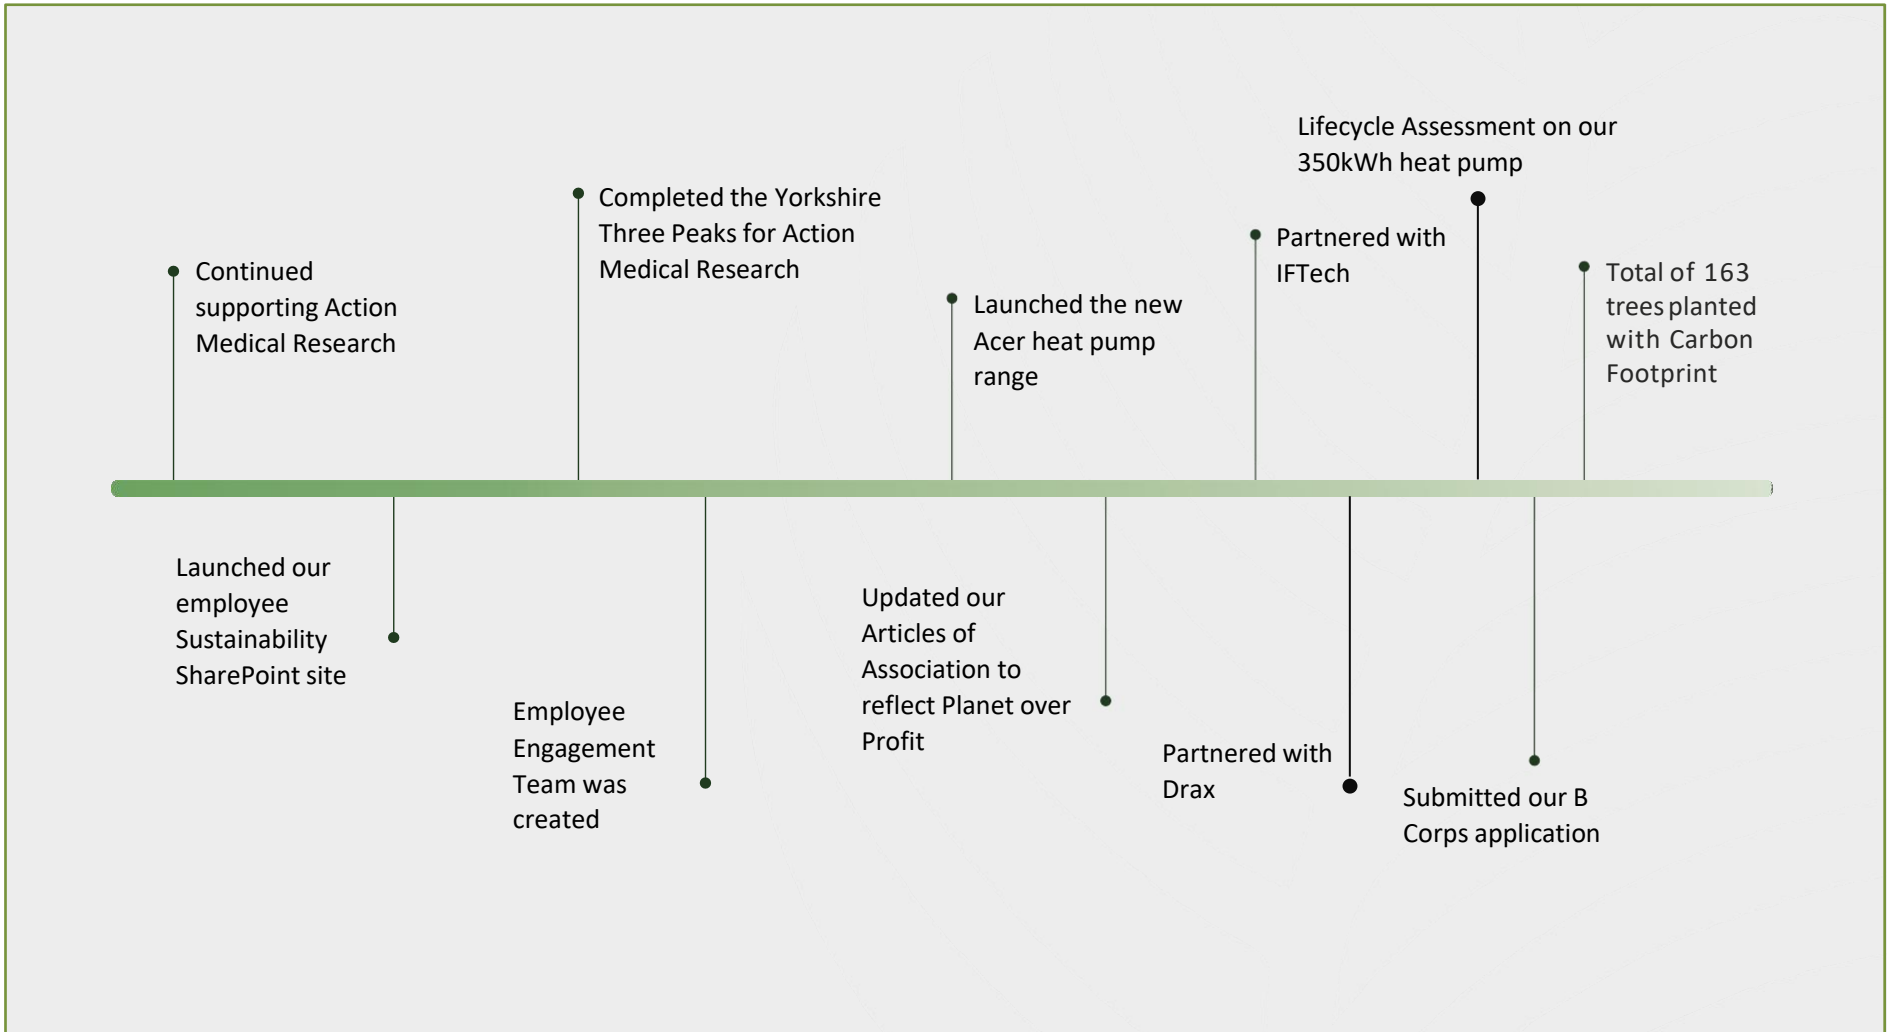 Continued
supporting Action
Medical Research
Launched our
employee
Sustainability
SharePoint site
Completed the Yorkshire
Three Peaks for Action
Medical Research
Employee
Engagement
Team was
created
Launched the new
Acer heat pump
range
Updated our
Articles of
Association to
reflect Planet over
Profit
Partnered with
IFTech
Partnered with
Drax
Lifecycle Assessment on our
350kWh heat pump
Submitted our B
Corps application
Total of 163
trees planted
with Carbon
Footprint